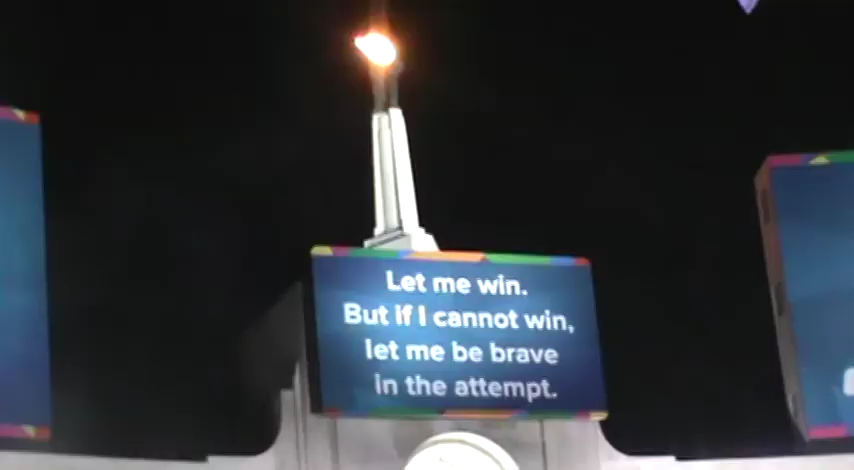 Let me win.
But if I cannot win,
let me be brave
in the attempt.